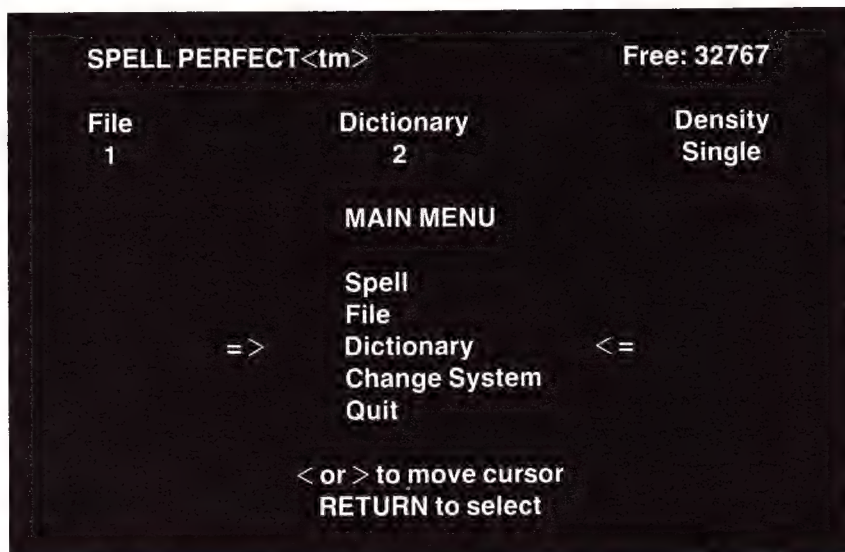 SPELL PERFECT<tm> Free: 32767
File Dictionary Density
1 2 Single
MAIN MENU
Spell
File
=> Dictionary <=
Change System
Quit
< or > to move cursor
RETURN to select